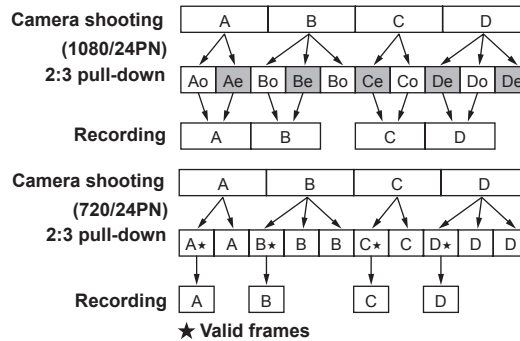 Camera shooting A B C D
(1080/24PN)
2:3 pull-down
Ao Ae Bo Be Bo Ce Co De Do De
Recording A B C D
Camera shooting A B C D
(720/24PN)
2:3 pull-down
A★ A B★ B B C★ C D★ D D
Recording A B C D
★ Valid frames